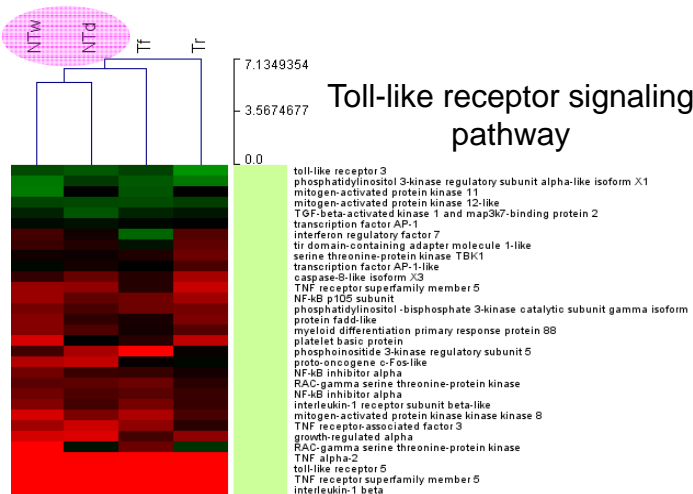 NTw
NTd
Tf
Tr
7.1349354
3.5674677
0.0
Toll-like receptor signaling
pathway
toll-like receptor 3
phosphatidylinositol 3-kinase regulatory subunit alpha-like isoform X1
mitogen-activated protein kinase 11
mitogen-activated protein kinase 12-like
TGF-beta-activated kinase 1 and map3k7-binding protein 2
transcription factor AP-1
interferon regulatory factor 7
tir domain-containing adapter molecule 1-like
serine threonine-protein kinase TBK1
transcription factor AP-1-like
caspase-8-like isoform X3
TNF receptor superfamily member 5
NF-kB p105 subunit
phosphatidylinositol -bisphosphate 3-kinase catalytic subunit gamma isoform
protein fadd-like
myeloid differentiation primary response protein 88
platelet basic protein
phosphoinositide 3-kinase regulatory subunit 5
proto-oncogene c-Fos-like
NF-kB inhibitor alpha
RAC-gamma serine threonine-protein kinase
NF-kB inhibitor alpha
interleukin-1 receptor subunit beta-like
mitogen-activated protein kinase kinase kinase 8
TNF receptor-associated factor 3
growth-regulated alpha
RAC-gamma serine threonine-protein kinase
TNF alpha-2
toll-like receptor 5
TNF receptor superfamily member 5
interleukin-1 beta